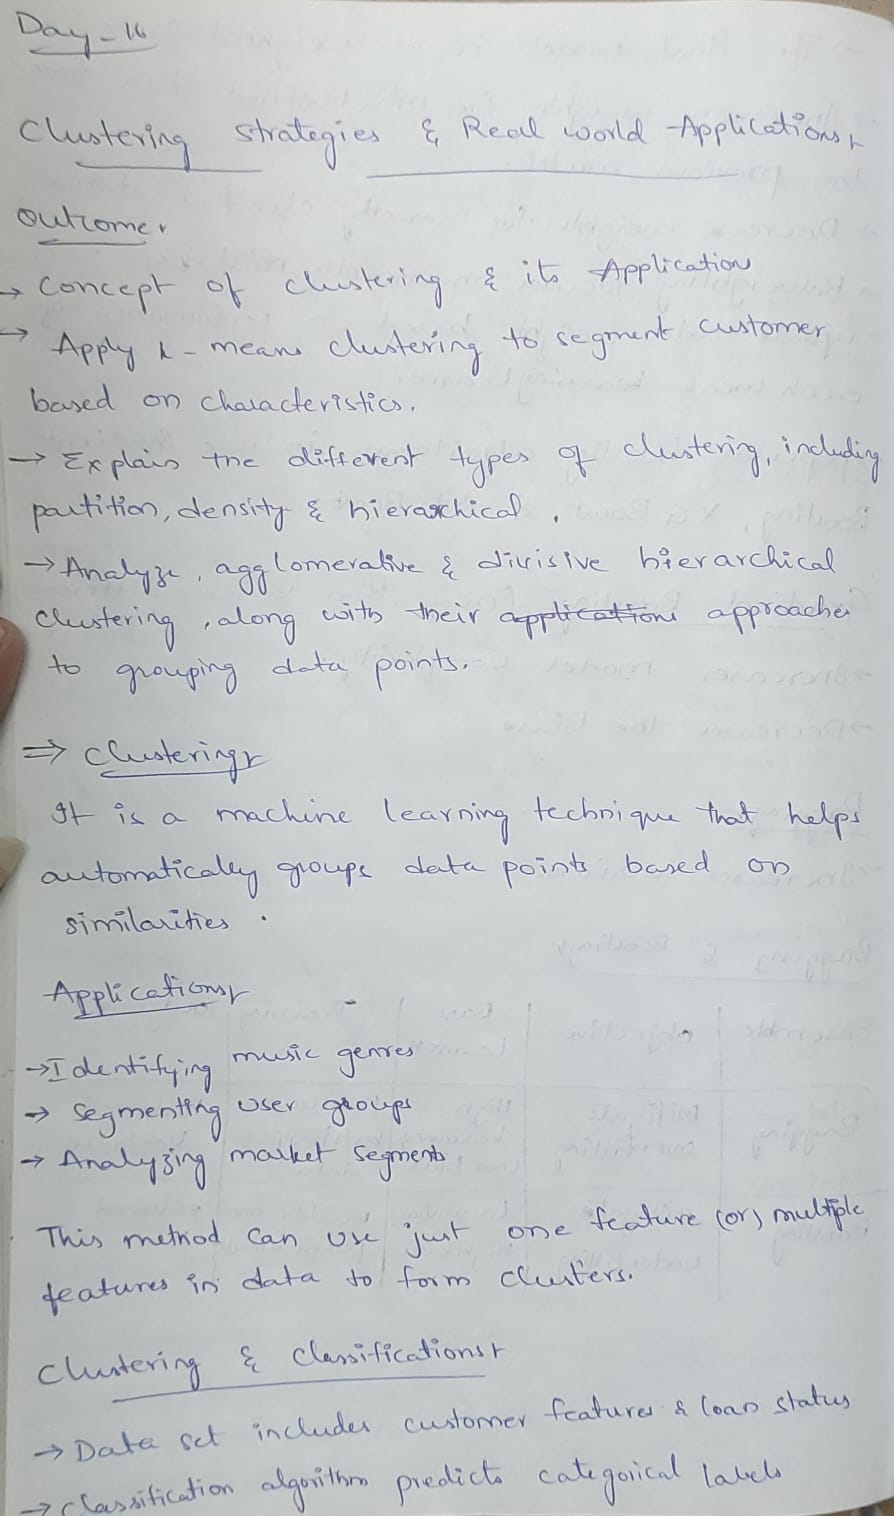 Day-16
Clustering strategies & Real world Applications
Outcome
→ Concept of clustering & its Application
→ Apply k-means clustering to segment customer
based on characteristics.
→ Explain the different types of clustering, including
partition, density & hierarchical.
→ Analyze, agglomerative & divisive hierarchical
clustering, along with their applications approaches
to grouping data points.
⇒ Clustering
It is a machine learning technique that helps
automatically groups data points based on
similarities.
Applications
→ Identifying music genres
→ Segmenting user groups
→ Analyzing market segments
This method can use just one feature (or) multiple
features in data to form clusters.
Clustering & Classifications
→ Data set includes customer features & loan status
→ Classification algorithm predicts categorical labels